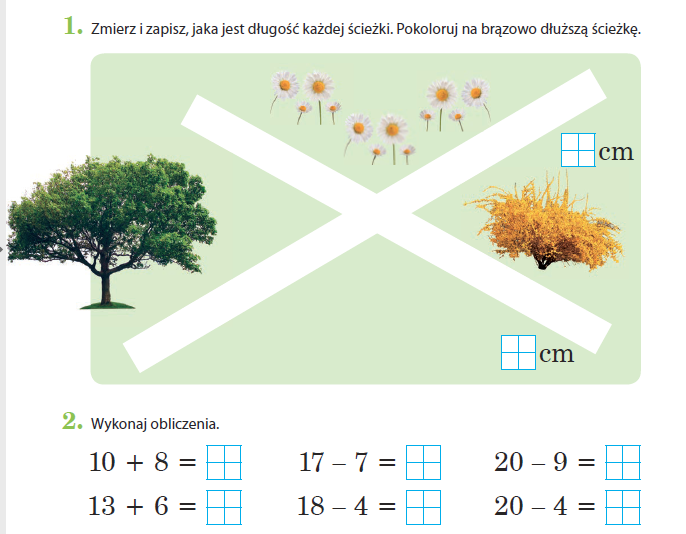 1. Zmierz i zapisz, jaka jest długość każdej ścieżki. Pokoloruj na brązowo dłuższą ścieżkę.
cm
cm
2. Wykonaj obliczenia.
10 + 8 = 17 – 7 = 20 – 9 =
13 + 6 = 18 – 4 = 20 – 4 =